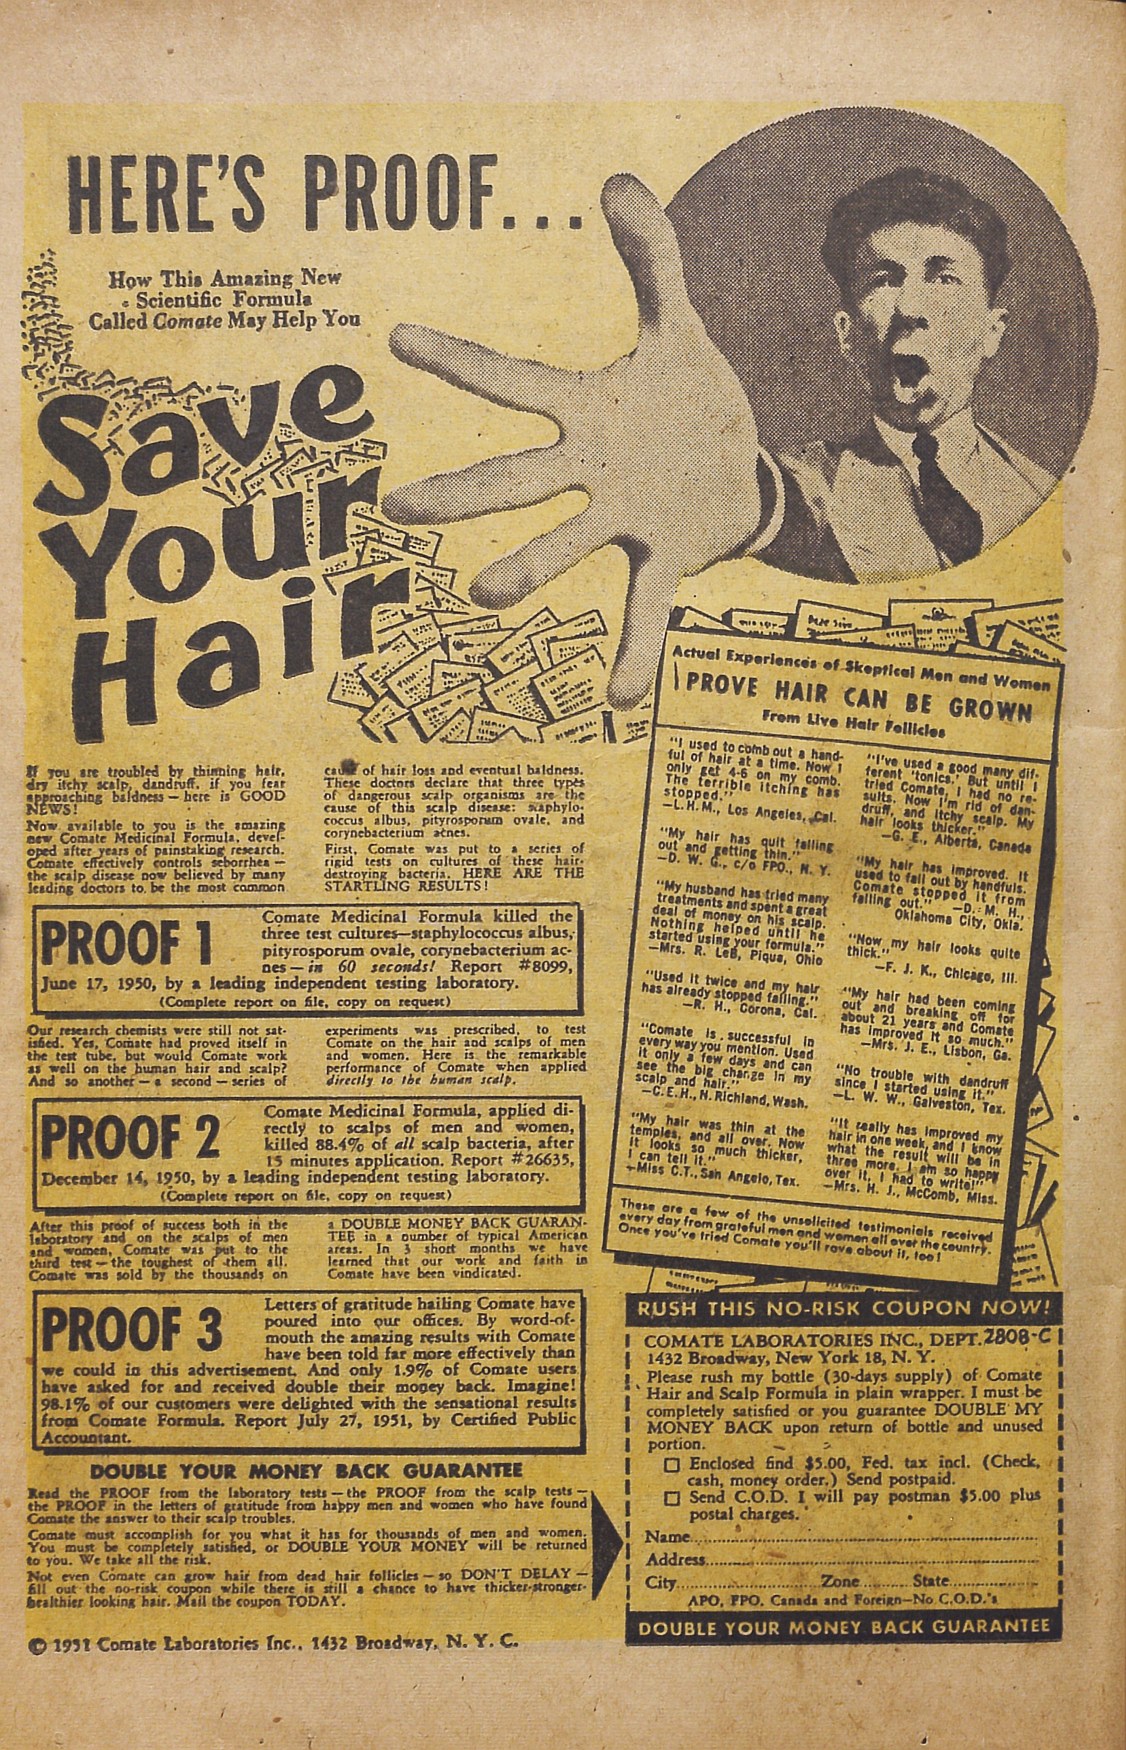 HERE'S PROOF...
How This Amazing New
Scientific Formula
Called Comate May Help You
Save
Your
Hair
If you are troubled by thinning hair,
dry itchy scalp, dandruff, if you fear
approaching baldness — here is GOOD
NEWS!
Now available to you is the amazing
new Comate Medicinal Formula, devel-
oped after years of painstaking research.
Comate effectively controls seborrhea —
the scalp disease now believed by many
leading doctors to be the most common
cause of hair loss and eventual baldness.
These doctors declare that three types
of dangerous scalp organisms are the
cause of this scalp disease: staphylo-
coccus albus, pityrosporum ovale, and
corynebacterium acnes.
First, Comate was put to a series of
rigid tests on cultures of these hair-
destroying bacteria. HERE ARE THE
STARTLING RESULTS!
PROOF 1
Comate Medicinal Formula killed the
three test cultures—staphylococcus albus,
pityrosporum ovale, corynebacterium ac-
nes — in 60 seconds! Report #8099,
June 17, 1950, by a leading independent testing laboratory.
(Complete report on file, copy on request)
Our research chemists were still not sat-
isfied. Yes, Comate had proved itself in
the test tube, but would Comate work
as well on the human hair and scalp?
And so another — a second — series of
experiments was prescribed, to test
Comate on the hair and scalps of men
and women. Here is the remarkable
performance of Comate when applied
directly to the human scalp.
PROOF 2
Comate Medicinal Formula, applied di-
rectly to scalps of men and women,
killed 88.4% of all scalp bacteria, after
15 minutes application. Report #26635,
December 14, 1950, by a leading independent testing laboratory.
(Complete report on file, copy on request)
After this proof of success both in the
laboratory and on the scalps of men
and women, Comate was put to the
third test — the toughest of them all.
Comate was sold by the thousands on
a DOUBLE MONEY BACK GUARAN-
TEE in a number of typical American
areas. In 3 short months we have
learned that our work and faith in
Comate have been vindicated.
PROOF 3
Letters of gratitude hailing Comate have
poured into our offices. By word-of-
mouth the amazing results with Comate
have been told far more effectively than
we could in this advertisement. And only 1.9% of Comate users
have asked for and received double their money back. Imagine!
98.1% of our customers were delighted with the sensational results
from Comate Formula. Report July 27, 1951, by Certified Public
Accountant.
DOUBLE YOUR MONEY BACK GUARANTEE
Read the PROOF from the laboratory tests — the PROOF from the scalp tests —
the PROOF in the letters of gratitude from happy men and women who have found
Comate the answer to their scalp troubles.
Comate must accomplish for you what it has for thousands of men and women.
You must be completely satisfied, or DOUBLE YOUR MONEY will be returned
to you. We take all the risk.
Not even Comate can grow hair from dead hair follicles — so DON'T DELAY —
fill out the no-risk coupon while there is still a chance to have thicker-stronger-
healthier looking hair. Mail the coupon TODAY.
© 1951 Comate Laboratories Inc., 1432 Broadway, N. Y. C.
Actual Experiences of Skeptical Men and Women
PROVE HAIR CAN BE GROWN
From Live Hair Follicles
"I used to comb out a hand-
ful of hair at a time. Now I
only get 4-6 on my comb.
The terrible itching has
stopped."
—L.H.M., Los Angeles, Cal.
"My hair has quit falling
out and getting thin."
—D. W. G., c/o FPO., N. Y.
"My husband has tried many
treatments and spent a great
deal of money on his scalp.
Nothing helped until he
started using your formula."
—Mrs. R. LeB, Piqua, Ohio
"Used it twice and my hair
has already stopped falling."
—R. H., Corona, Cal.
"Comate is successful in
every way you mention. Used
it only a few days and can
see the big change in my
scalp and hair."
—C.E.H., N. Richland, Wash.
"My hair was thin at the
temples, and all over. Now
it looks so much thicker,
I can tell it."
—Miss C.T., San Angelo, Tex.
"I've used a good many dif-
ferent 'tonics.' But until I
tried Comate, I had no re-
sults. Now I'm rid of dan-
druff, and itchy scalp. My
hair looks thicker."
—G. E., Alberta, Canada
"My hair has improved. It
used to fall out by handfuls.
Comate stopped it from
falling out." —D. M. H.,
Oklahoma City, Okla.
"Now my hair looks quite
thick."
—F. J. K., Chicago, Ill.
"My hair had been coming
out and breaking off for
about 21 years and Comate
has improved it so much."
—Mrs. J. E., Lisbon, Ga.
"No trouble with dandruff
since I started using it."
—L. W. W., Galveston, Tex.
"It really has improved my
hair in one week, and I know
what the result will be in
three more. I am so happy
over it, I had to write!"
—Mrs. H. J., McComb, Miss.
These are a few of the unsolicited testimonials received
every day from grateful men and women all over the country.
Once you've tried Comate you'll rave about it, too!
RUSH THIS NO-RISK COUPON NOW!
COMATE LABORATORIES INC., DEPT. 2808-C
1432 Broadway, New York 18, N. Y.
Please rush my bottle (30-days supply) of Comate
Hair and Scalp Formula in plain wrapper. I must be
completely satisfied or you guarantee DOUBLE MY
MONEY BACK upon return of bottle and unused
portion.
Enclosed find $5.00, Fed. tax incl. (Check,
cash, money order.) Send postpaid.
Send C.O.D. I will pay postman $5.00 plus
postal charges.
Name
Address
City Zone State
APO, FPO, Canada and Foreign—No C.O.D.'s
DOUBLE YOUR MONEY BACK GUARANTEE